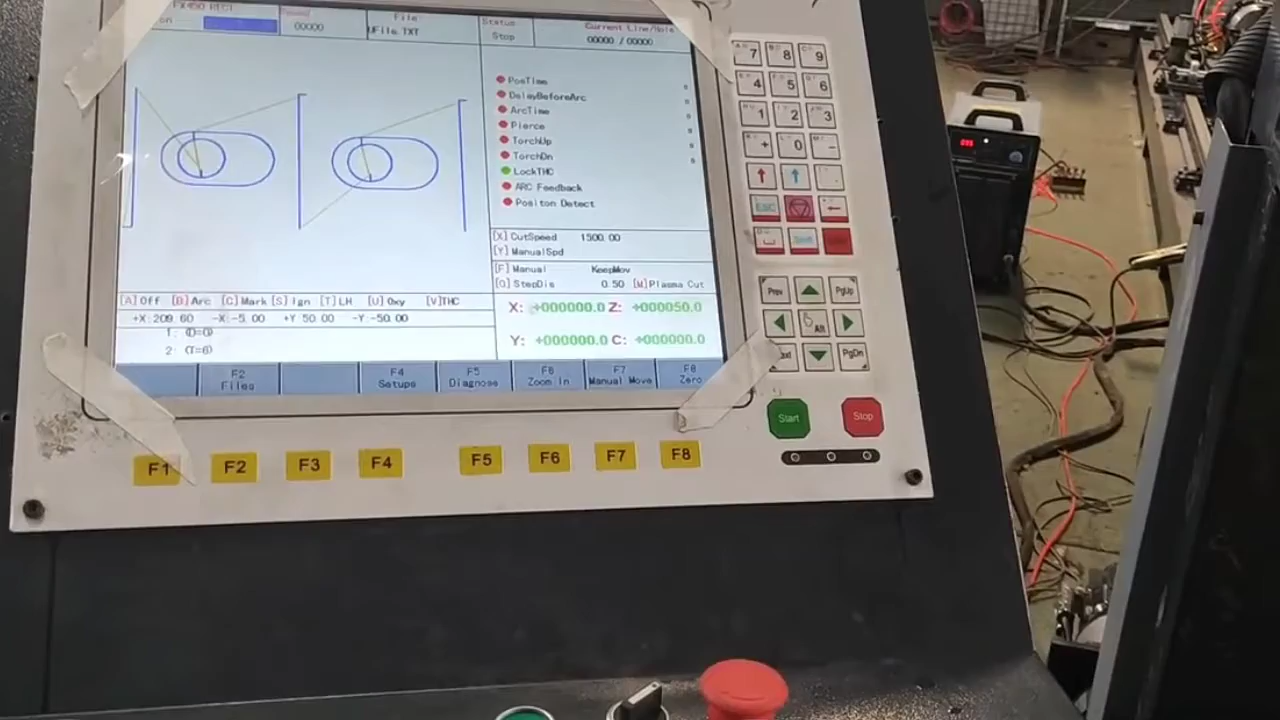 File
Status
Current Line/Hole
00000
File.TXT
Stop
00000 / 00000
PosTime
DelayBeforeArc
ArcTime
Pierce
TorchUp
TorchDn
LockTHC
ARC Feedback
Positon Detect
[X] CutSpeed 1500.00
[Y] ManualSpd
[F] Manual KeepMov
[Q] StepDis 0.50 [M]Plasma Cut
[A] Off [B] Arc [C] Mark [S] Ign [T] LH [U] Oxy [V]THC
+X:209.60 -X:-5.00 +Y:50.00 -Y:-50.00
X: +000000.0 Z: +000050.0
Y: +000000.0 C: +000000.0
F2 Files
F4 Setups
F5 Diagnose
F6 Zoom In
F7 Manual Move
F8 Zero
7 8 9
4 5 6
1 2 3
+ 0 -
ESC
Prev PgUp
Alt
PgDn
Start Stop
F1 F2 F3 F4 F5 F6 F7 F8